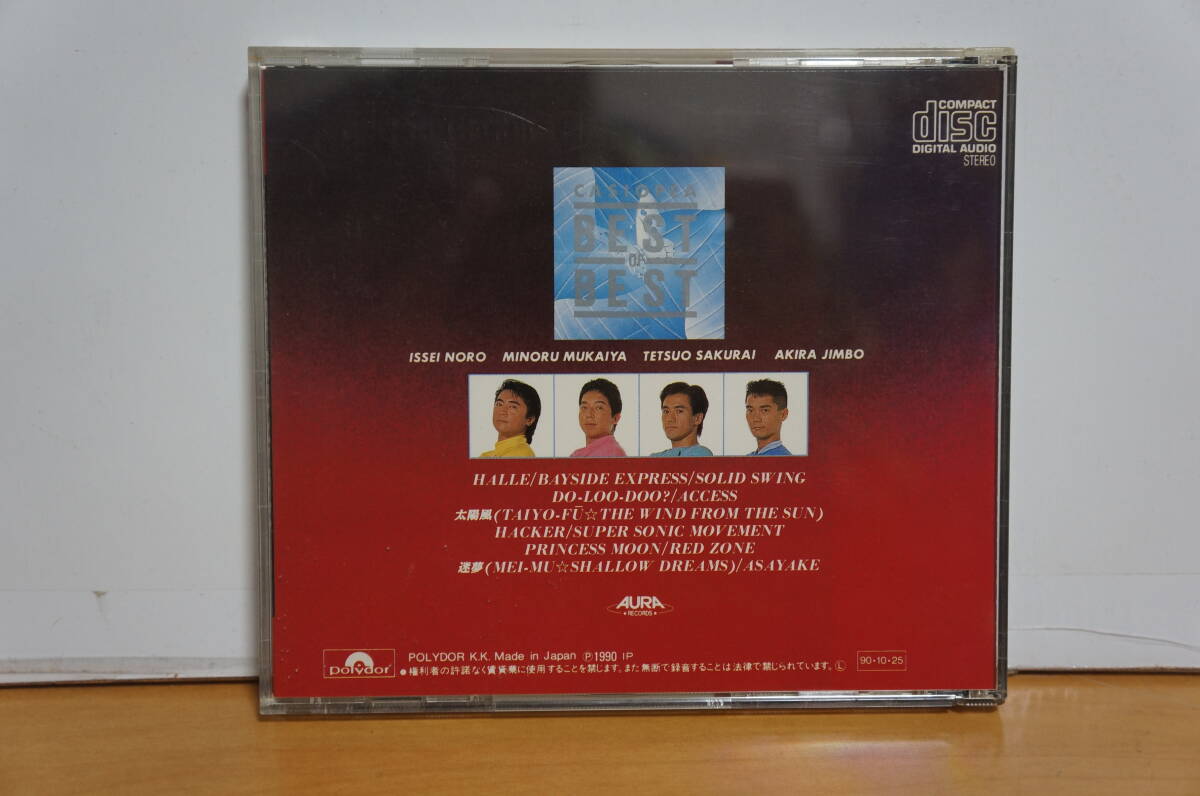 COMPACT
disc
DIGITAL AUDIO
STEREO
CASIOPEA
BEST
OF
BEST
ISSEI NORO MINORU MUKAIYA TETSUO SAKURAI AKIRA JIMBO
HALLE/BAYSIDE EXPRESS/SOLID SWING
DO-LOO-DOO?/ACCESS
太陽風(TAIYO-FŪ☆THE WIND FROM THE SUN)
HACKER/SUPER SONIC MOVEMENT
PRINCESS MOON/RED ZONE
迷夢(MEI-MU☆SHALLOW DREAMS)/ASAYAKE
AURA
★RECORDS★
polydor
POLYDOR K.K. Made in Japan Ⓟ1990 IP
●権利者の許諾なく賃貸業に使用することを禁じます。また無断で録音することは法律で禁じられています。Ⓛ
90·10·25